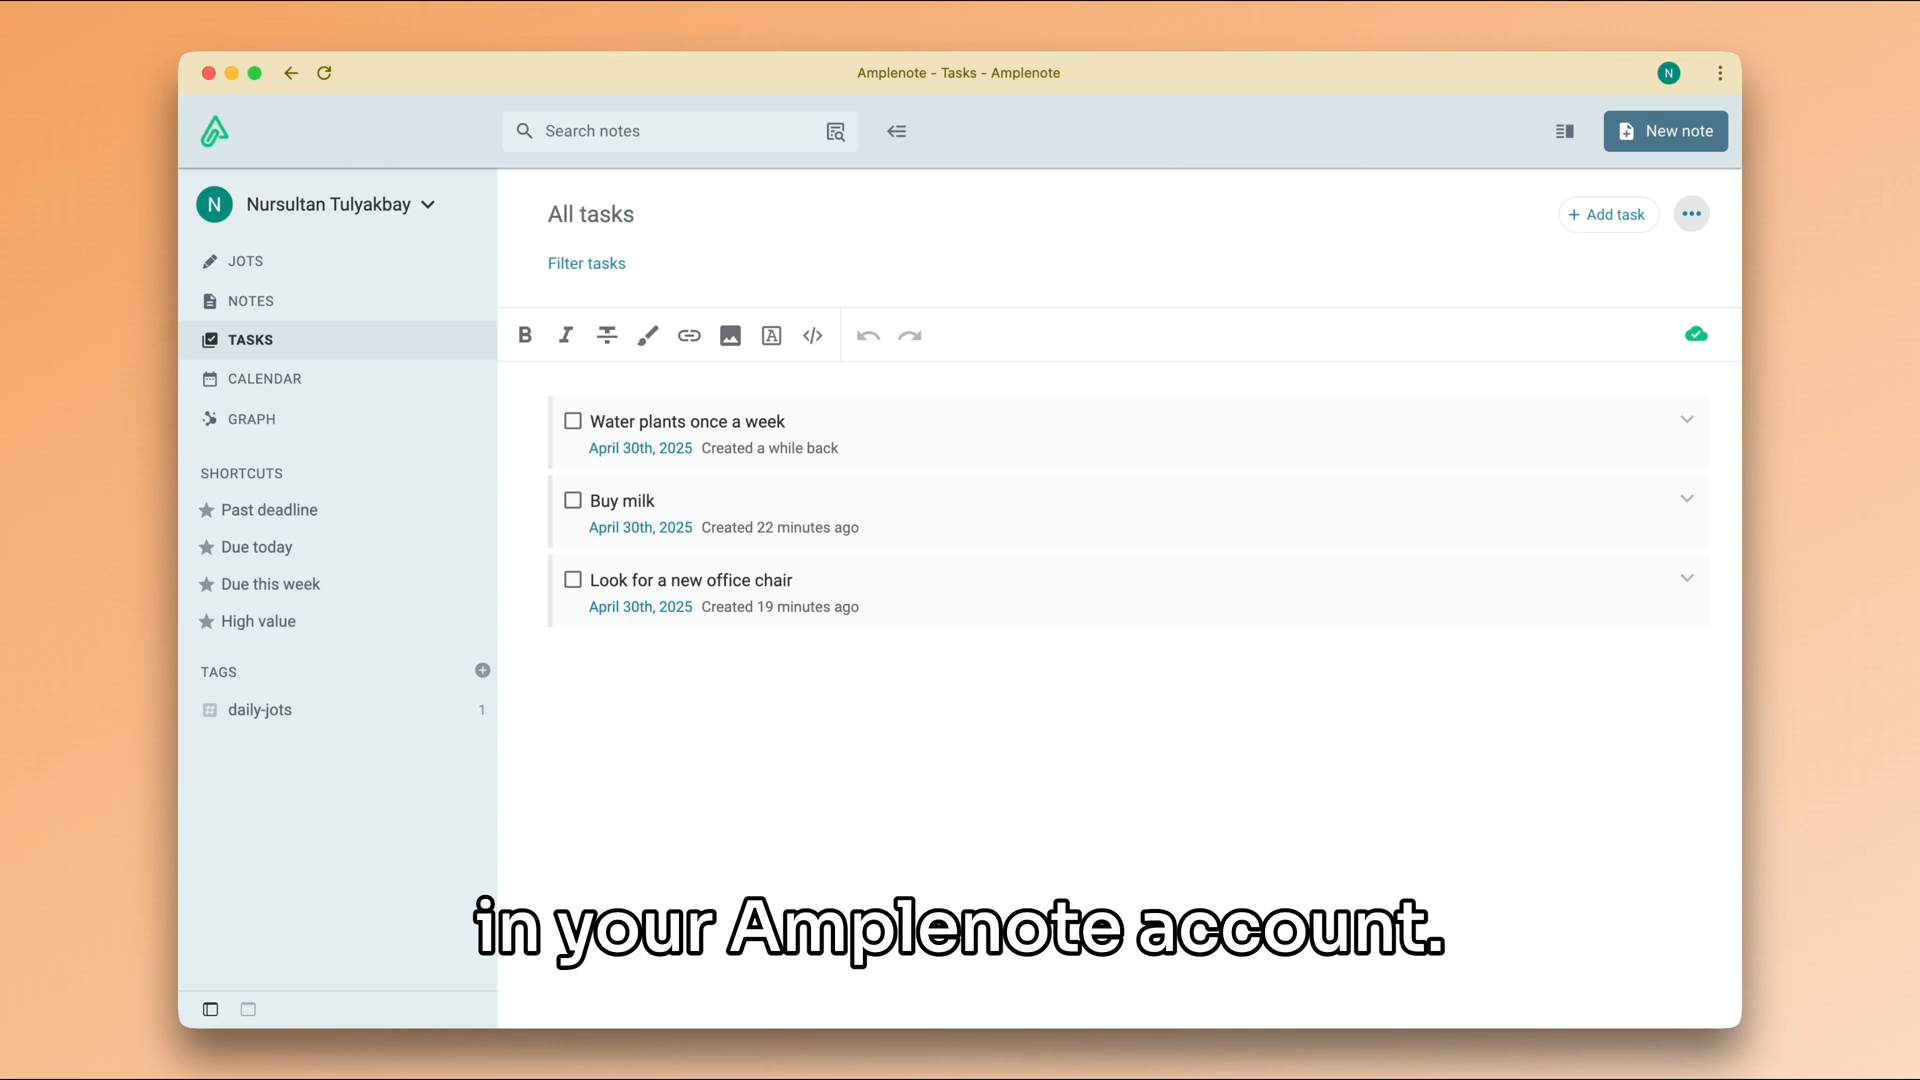 Amplenote - Tasks - Amplenote
N
Search notes
New note
N
Nursultan Tulyakbay
JOTS
NOTES
TASKS
CALENDAR
GRAPH
SHORTCUTS
Past deadline
Due today
Due this week
High value
TAGS
daily-jots 1
All tasks
+ Add task
Filter tasks
B I
A
Water plants once a week
April 30th, 2025 Created a while back
Buy milk
April 30th, 2025 Created 22 minutes ago
Look for a new office chair
April 30th, 2025 Created 19 minutes ago
in your Amplenote account.